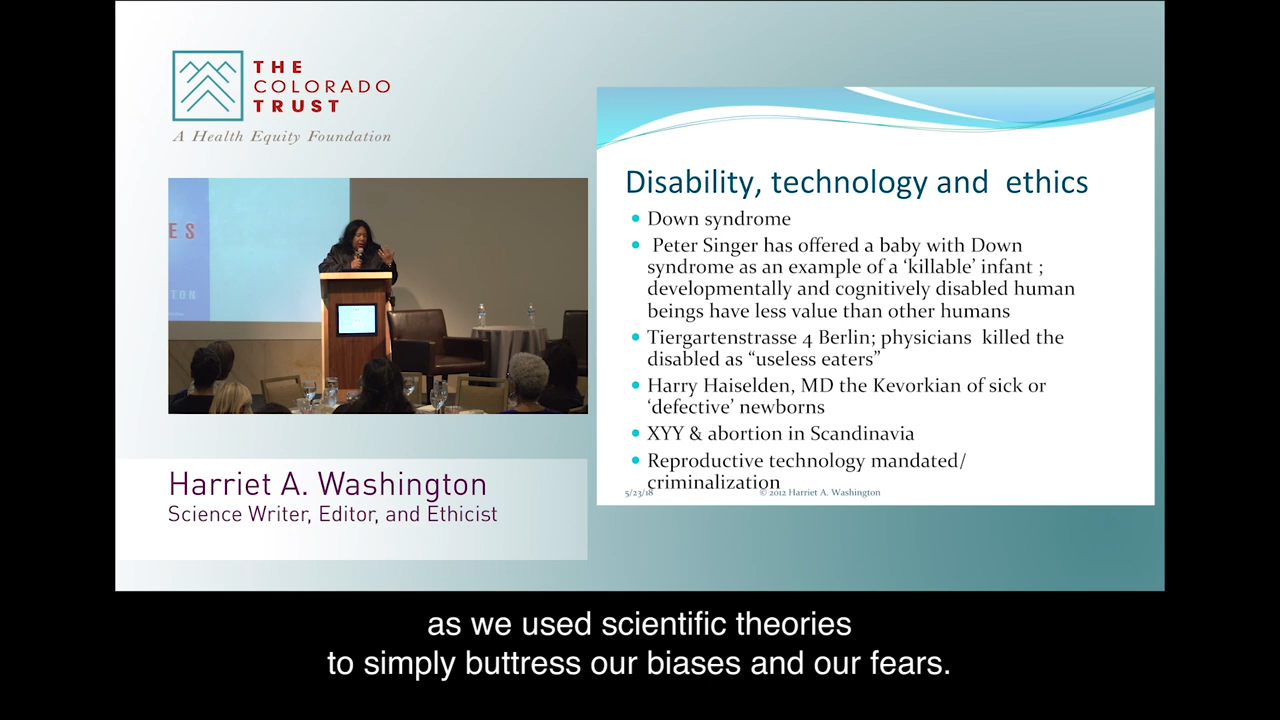 THE
COLORADO
TRUST
A Health Equity Foundation
E S
TON
Harriet A. Washington
Science Writer, Editor, and Ethicist
Disability, technology and  ethics
• Down syndrome
•  Peter Singer has offered a baby with Down
syndrome as an example of a ‘killable’ infant ;
developmentally and cognitively disabled human
beings have less value than other humans
• Tiergartenstrasse 4 Berlin; physicians  killed the
disabled as “useless eaters”
• Harry Haiselden, MD the Kevorkian of sick or
‘defective’ newborns
• XYY & abortion in Scandinavia
• Reproductive technology mandated/
criminalization
5/23/18 © 2012 Harriet A. Washington
as we used scientific theories
to simply buttress our biases and our fears.